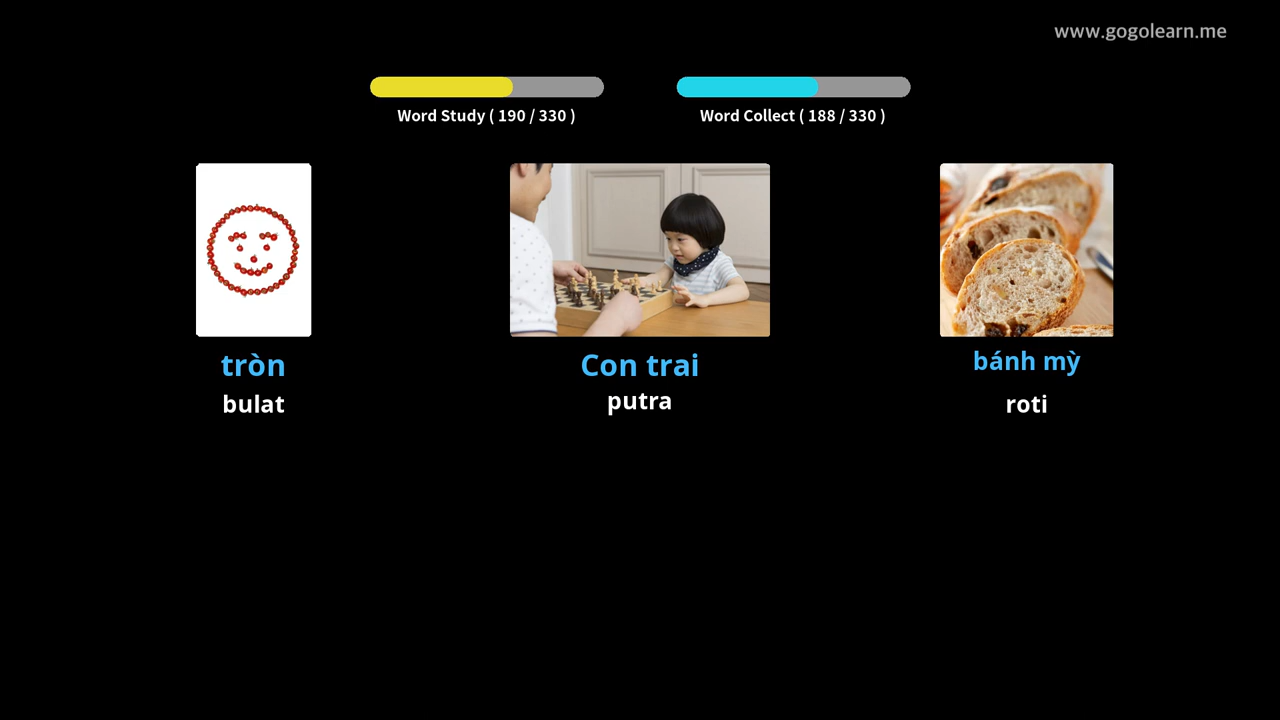 www.gogolearn.me
Word Study ( 190 / 330 )
Word Collect ( 188 / 330 )
tròn
bulat
Con trai
putra
bánh mỳ
roti